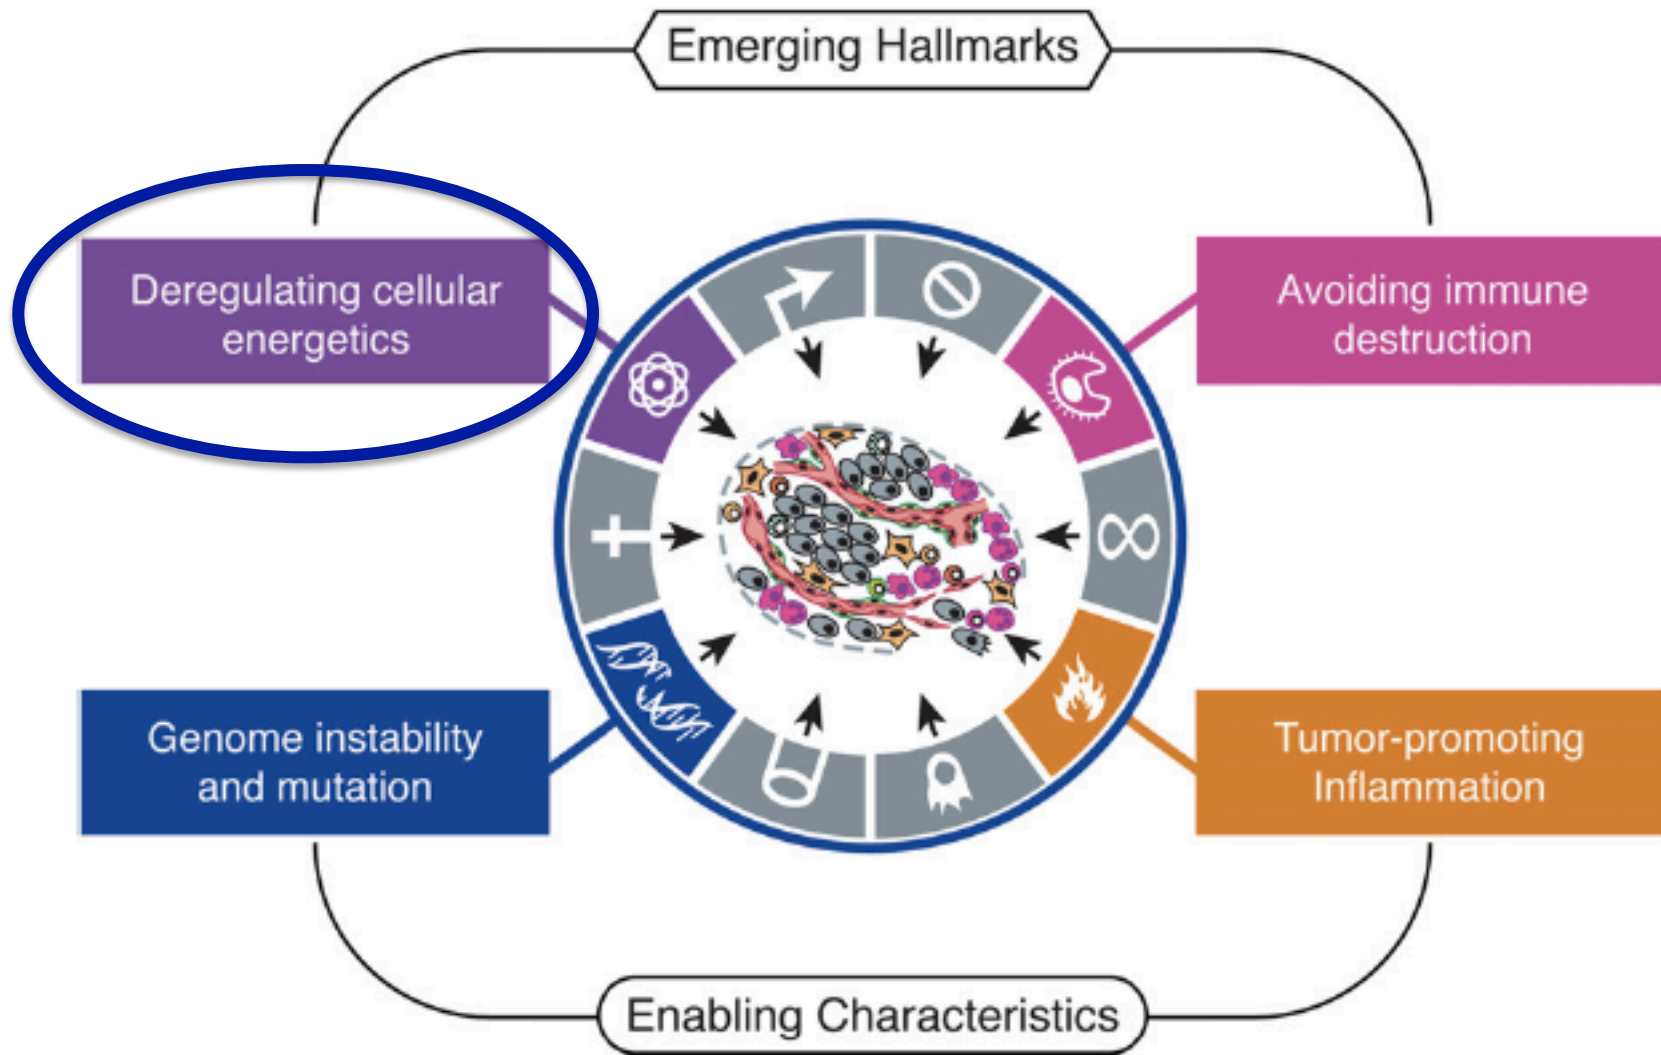 Emerging Hallmarks
Deregulating cellular
energetics
Avoiding immune
destruction
Genome instability
and mutation
Tumor-promoting
Inflammation
Enabling Characteristics